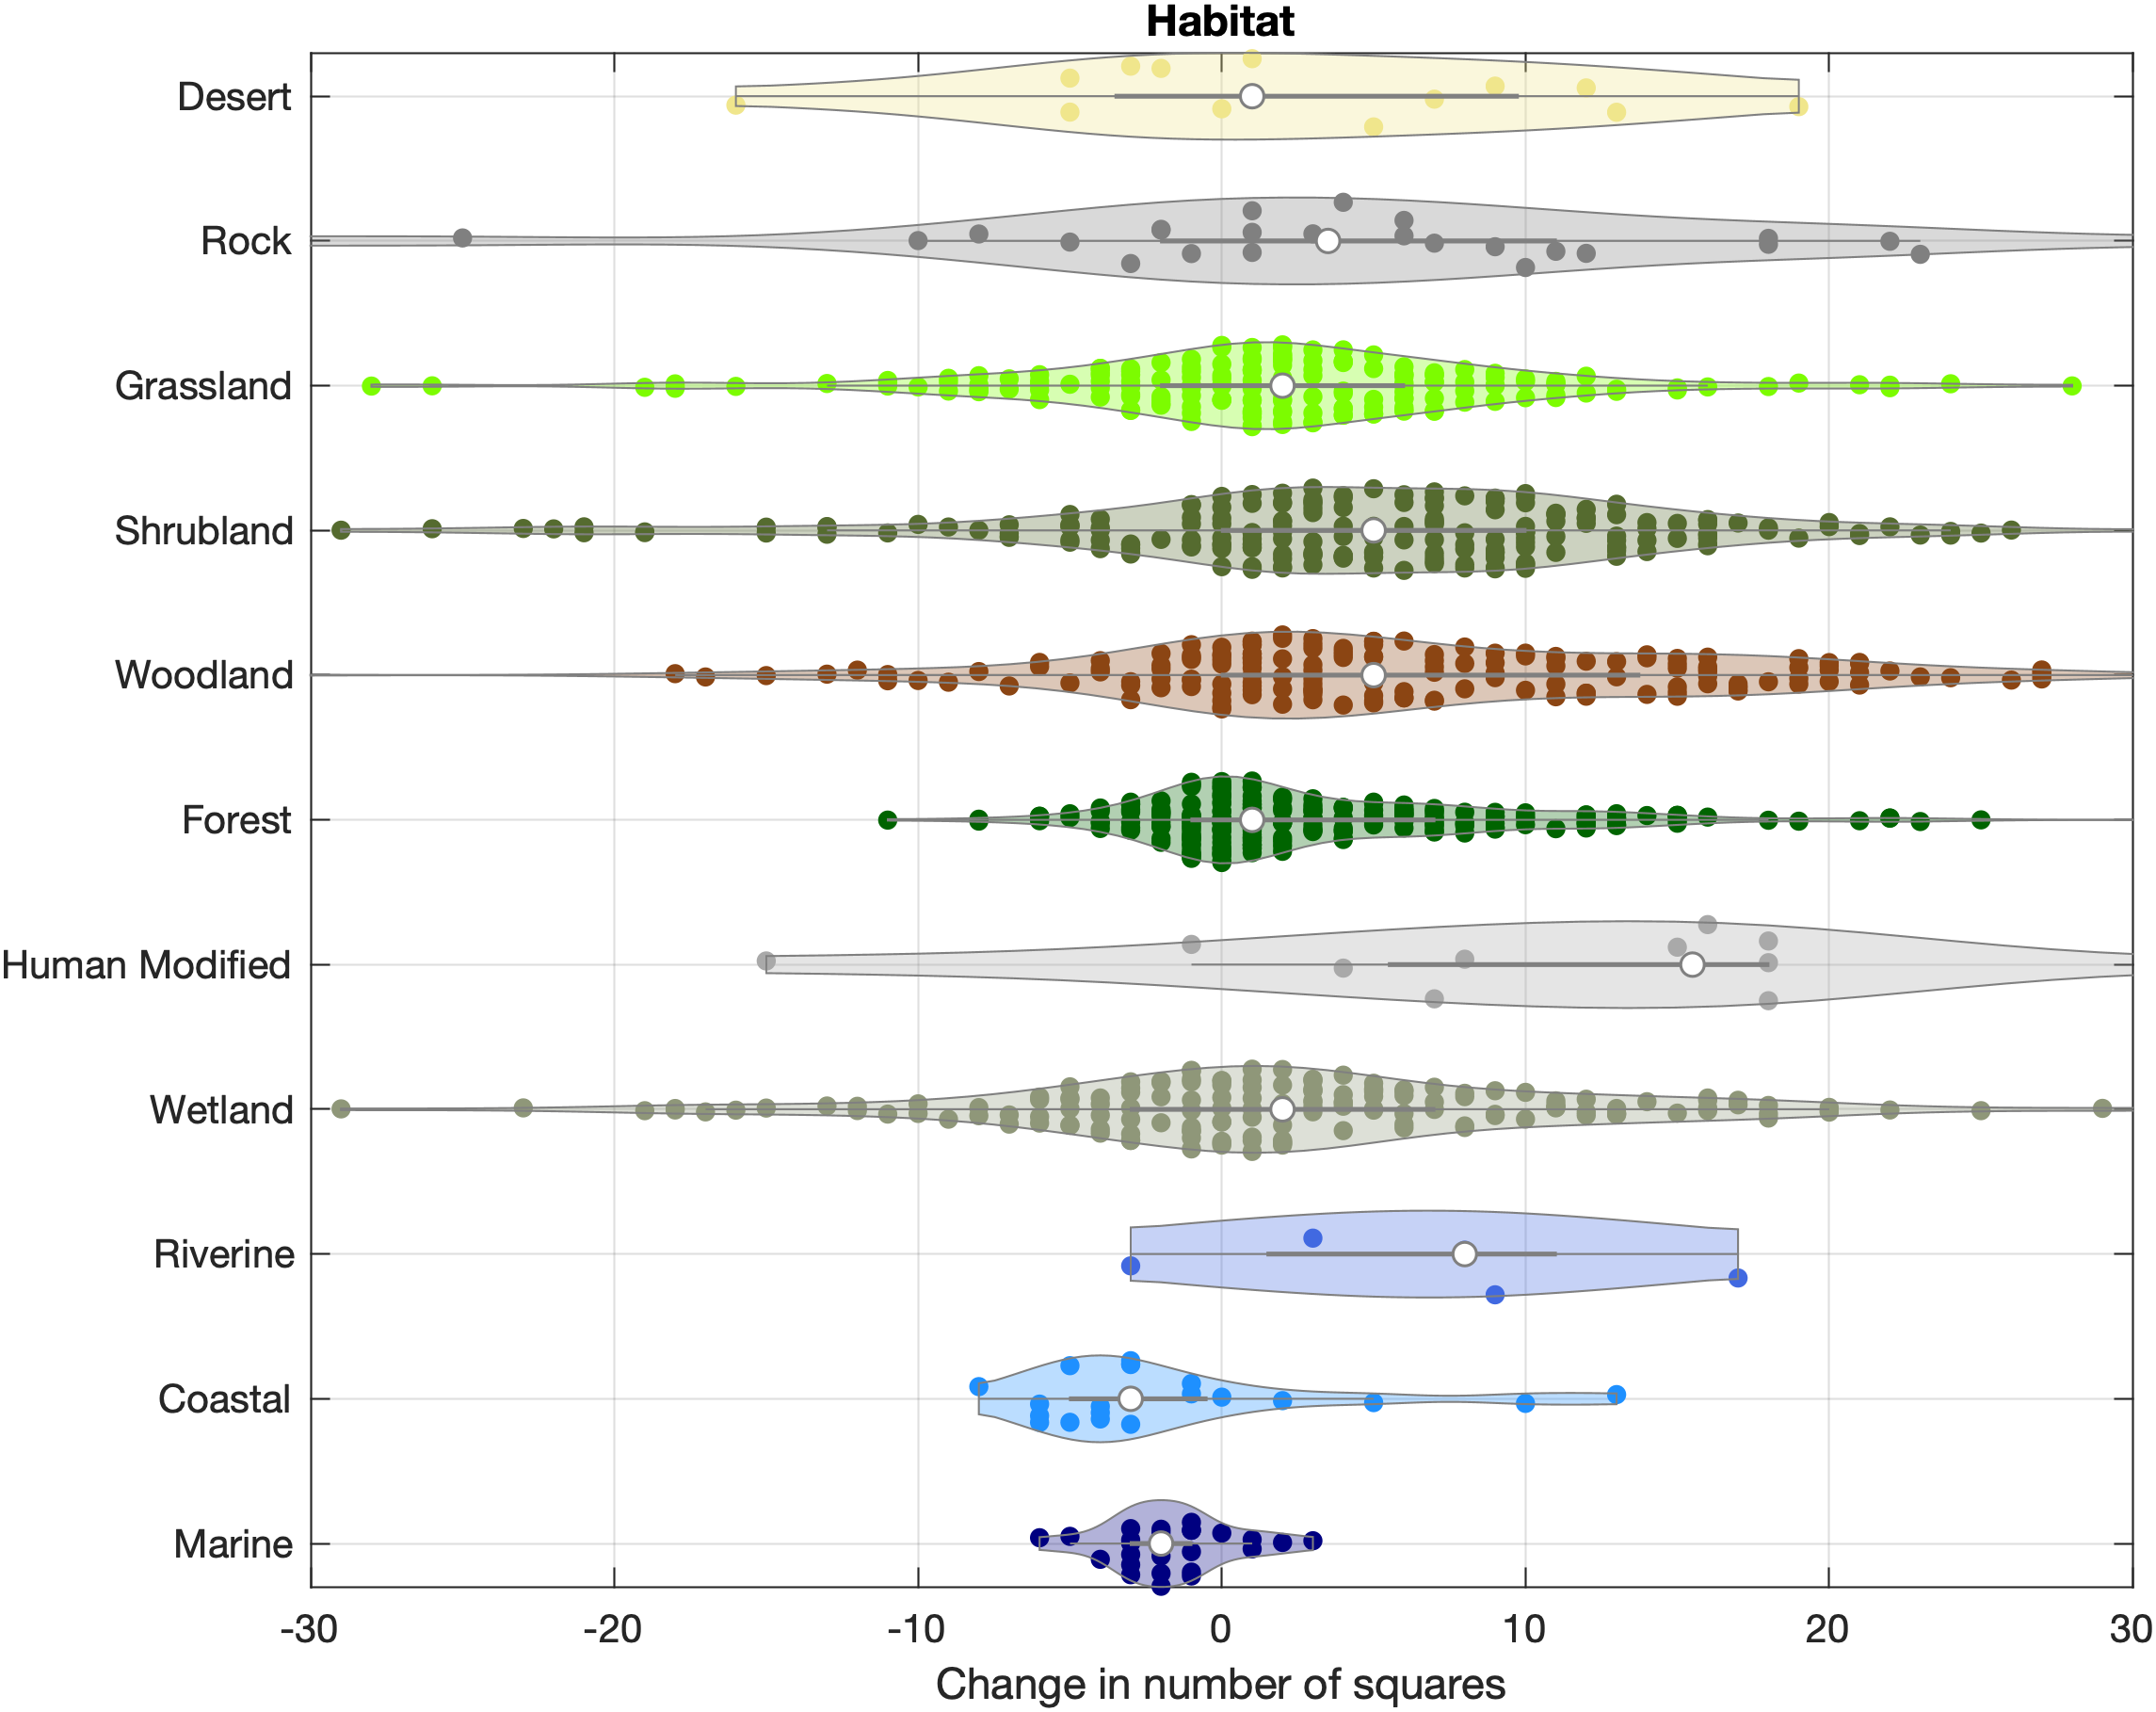 Habitat
Desert
Rock
Grassland
Shrubland
Woodland
Forest
Human Modified
Wetland
Riverine
Coastal
Marine
-30 -20 -10 0 10 20 30
Change in number of squares